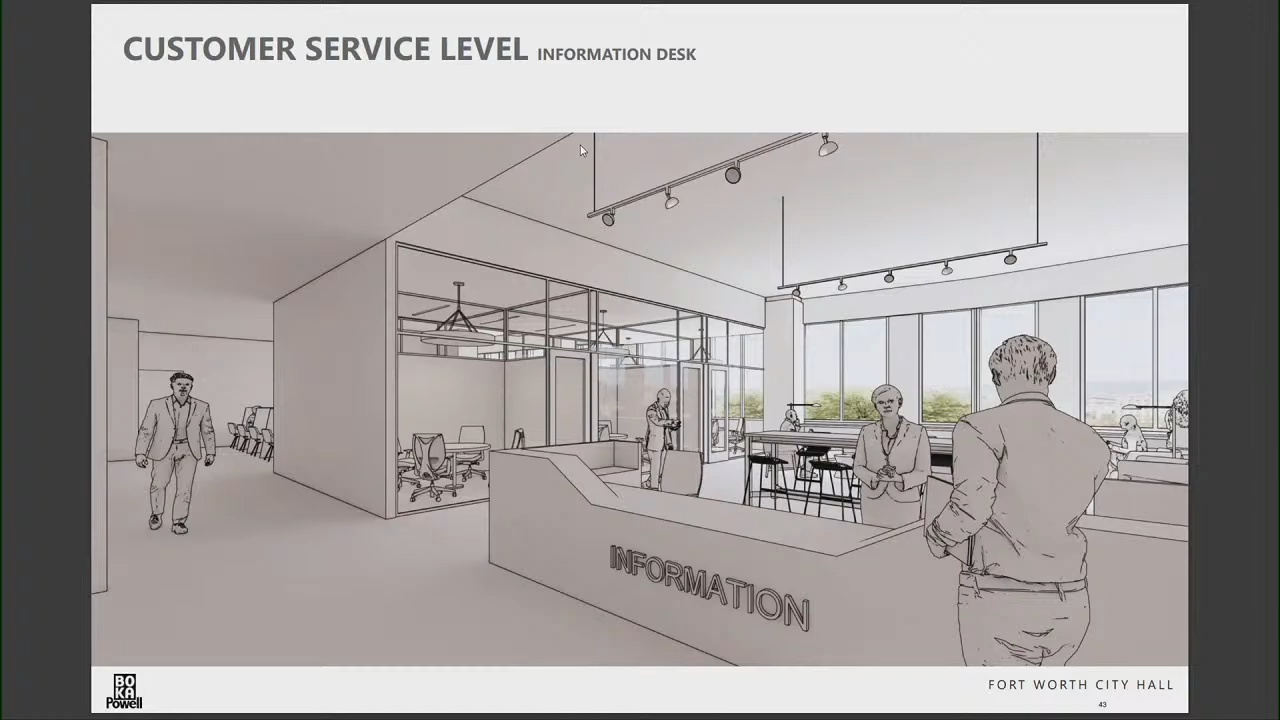 CUSTOMER SERVICE LEVEL INFORMATION DESK
INFORMATION
BO
KA
Powell
FORT WORTH CITY HALL
43